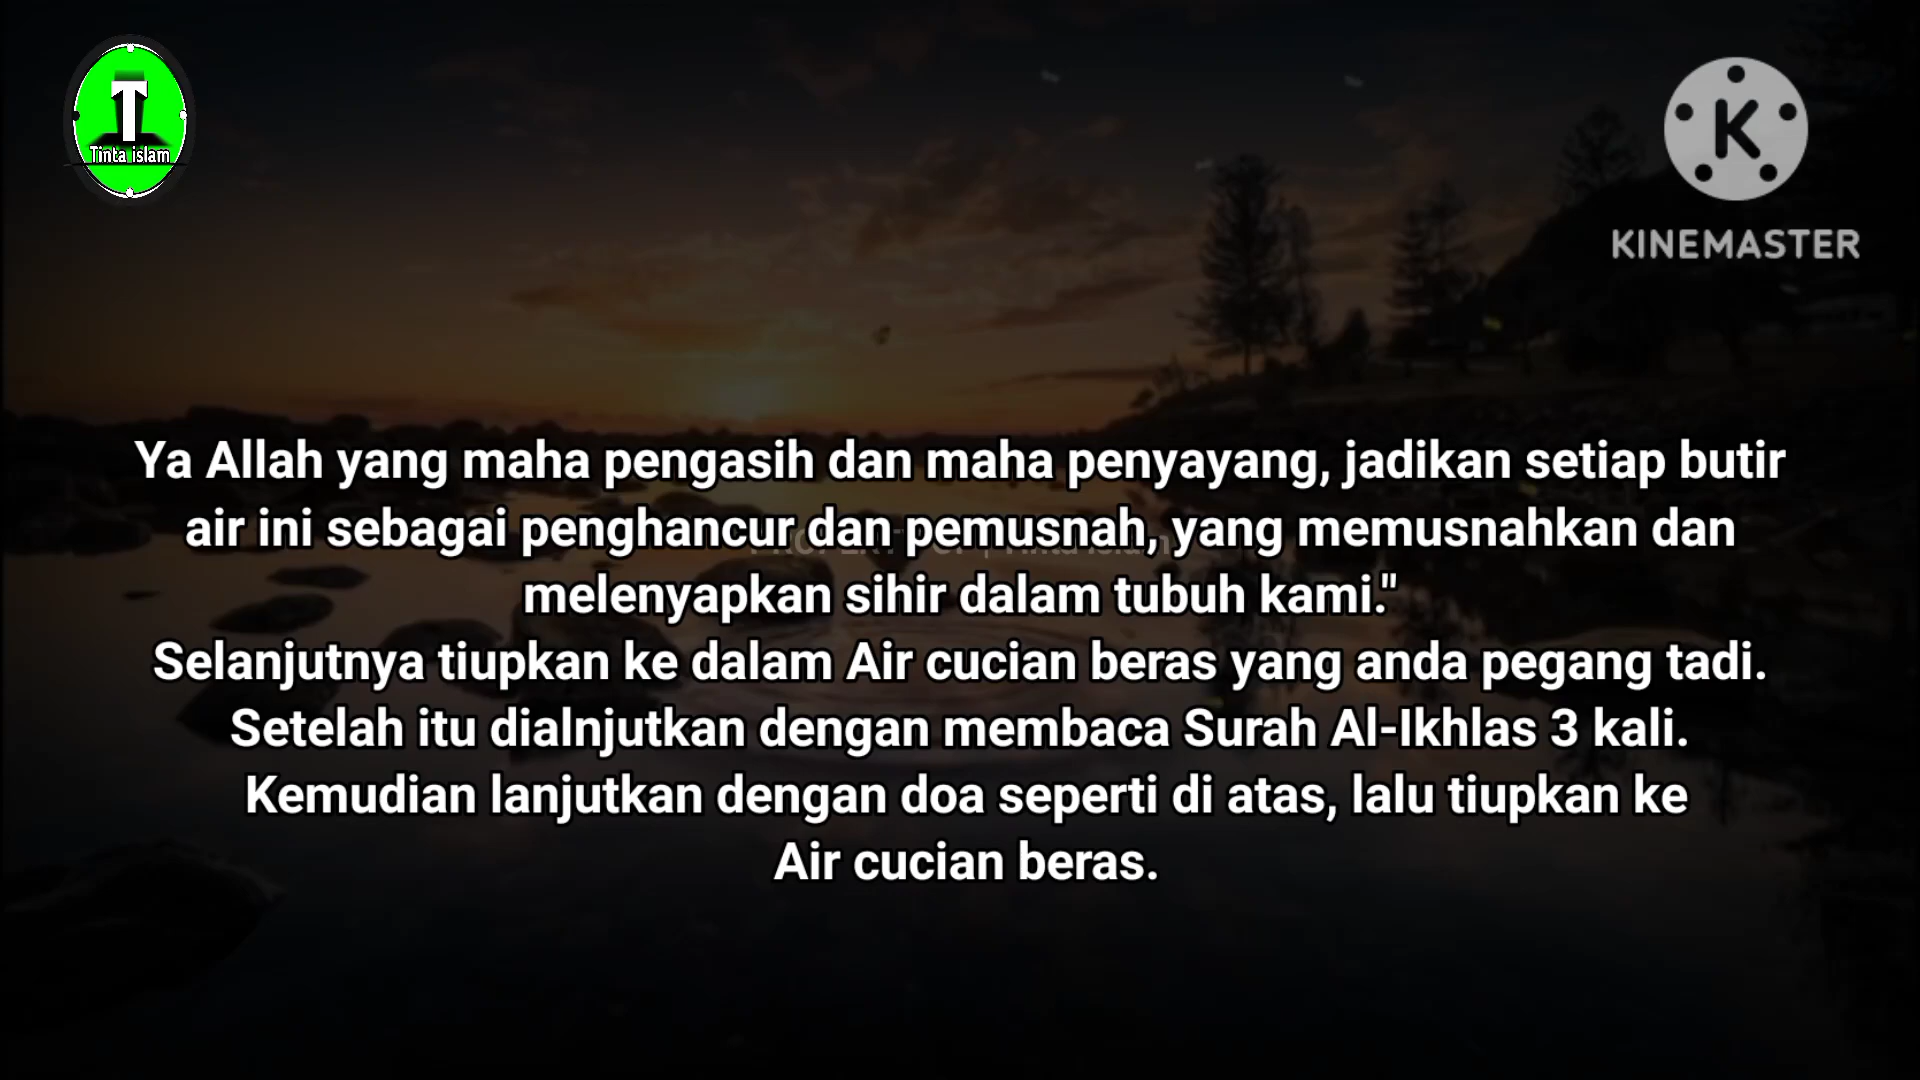 Tinta islam
KINEMASTER
Ya Allah yang maha pengasih dan maha penyayang, jadikan setiap butir
air ini sebagai penghancur dan pemusnah, yang memusnahkan dan
melenyapkan sihir dalam tubuh kami."
Selanjutnya tiupkan ke dalam Air cucian beras yang anda pegang tadi.
Setelah itu dialnjutkan dengan membaca Surah Al-Ikhlas 3 kali.
Kemudian lanjutkan dengan doa seperti di atas, lalu tiupkan ke
Air cucian beras.